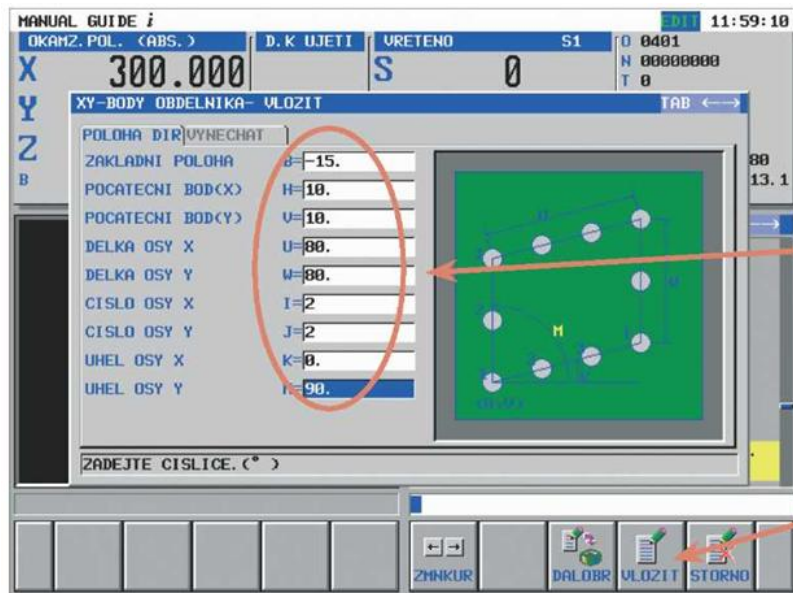 MANUAL GUIDE i EDIT 11:59:10
OKAMZ.POL. (ABS.) D.K UJETI VRETENO S1 O 0401
N 00000000
X 300.000 S 0 T 0
Y
XY-BODY OBDELNIKA- VLOZIT TAB ←→
POLOHA DIR VYNECHAT
Z ZAKLADNI POLOHA B=-15. 80
B POCATECNI BOD(X) H=10. 13.1
POCATECNI BOD(Y) V=10.
DELKA OSY X U=80.
DELKA OSY Y W=80.
CISLO OSY X I=2
CISLO OSY Y J=2
UHEL OSY X K=0.
UHEL OSY Y M=90.
U
W
M
(H,V)
ZADEJTE CISLICE.(° )
ZMNKUR DALOBR VLOZIT STORNO